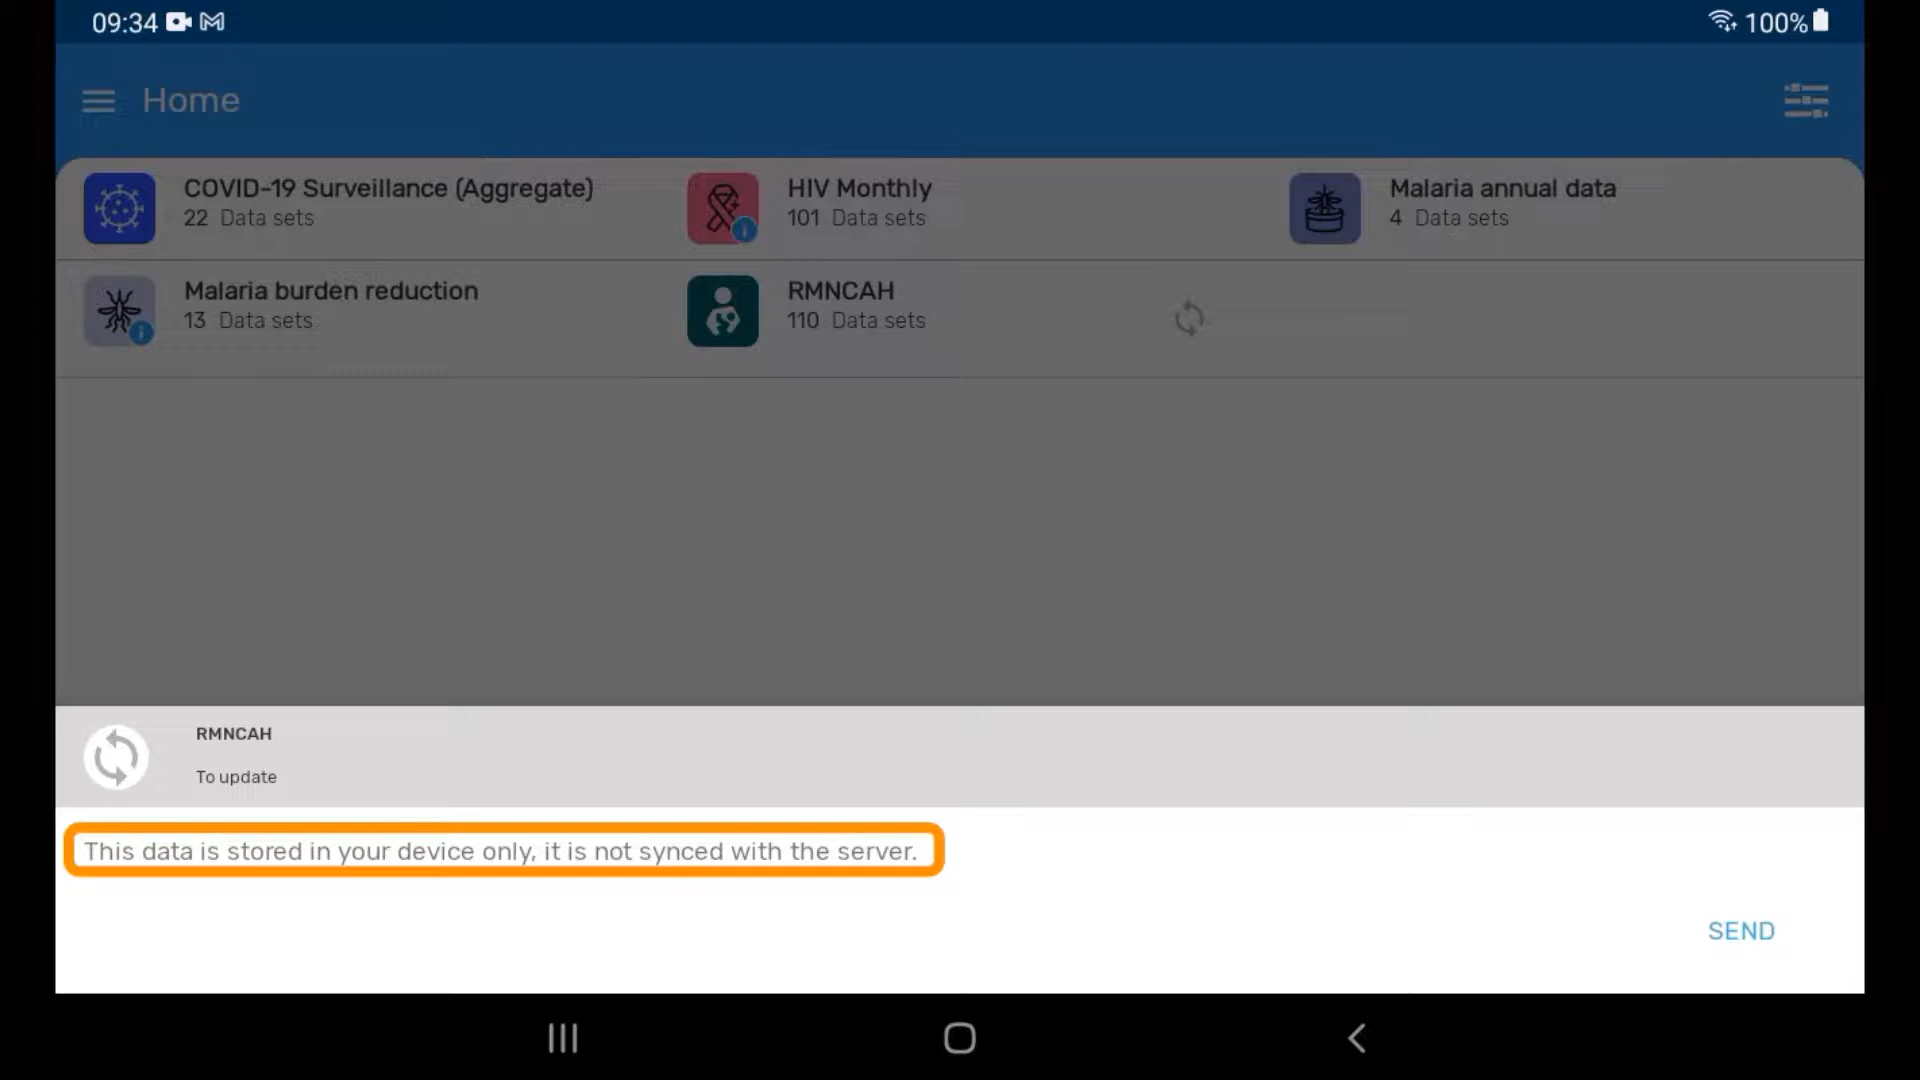 09:34
100%
Home
COVID-19 Surveillance (Aggregate)
22 Data sets
HIV Monthly
101 Data sets
Malaria annual data
4 Data sets
Malaria burden reduction
13 Data sets
RMNCAH
110 Data sets
RMNCAH
To update
This data is stored in your device only, it is not synced with the server.
SEND